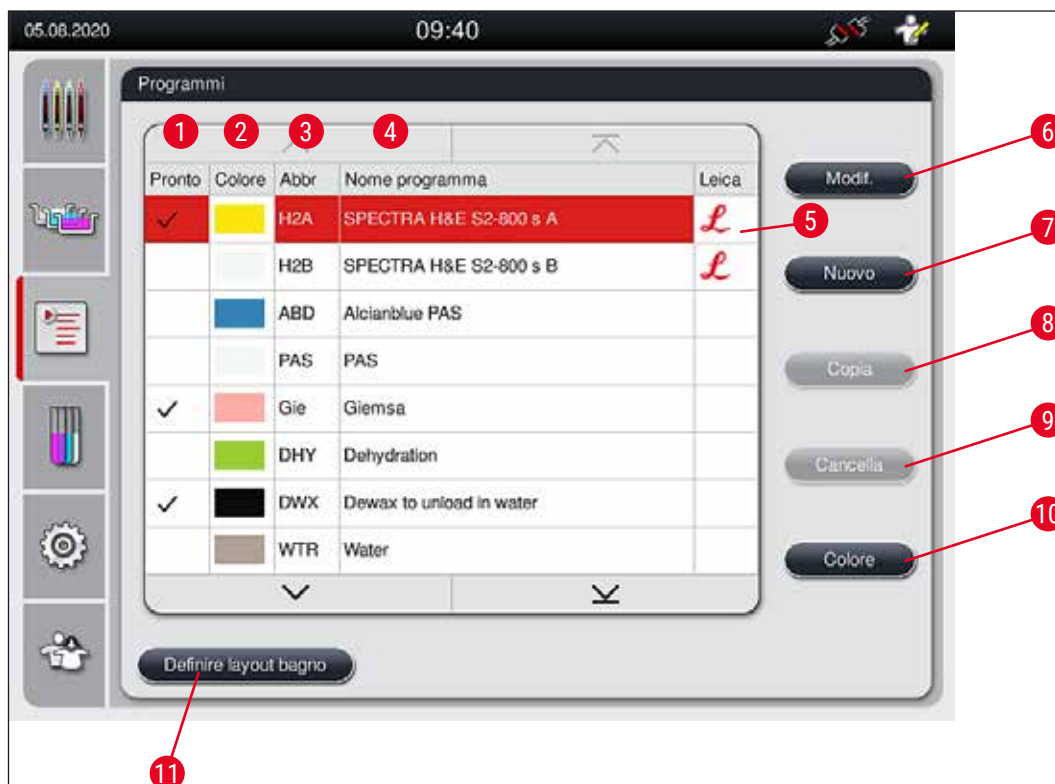 05.08.2020 09:40
Programmi
1 2 3 4
6
Pronto Colore Abbr Nome programma Leica Modif.
H2A SPECTRA H&E S2-800 s A L 5
7
H2B SPECTRA H&E S2-800 s B L Nuovo
ABD Alcianblue PAS
8
PAS PAS Copia
Gie Giemsa
9
DHY Dehydration Cancella
DWX Dewax to unload in water
10
WTR Water Colore
Definire layout bagno
11